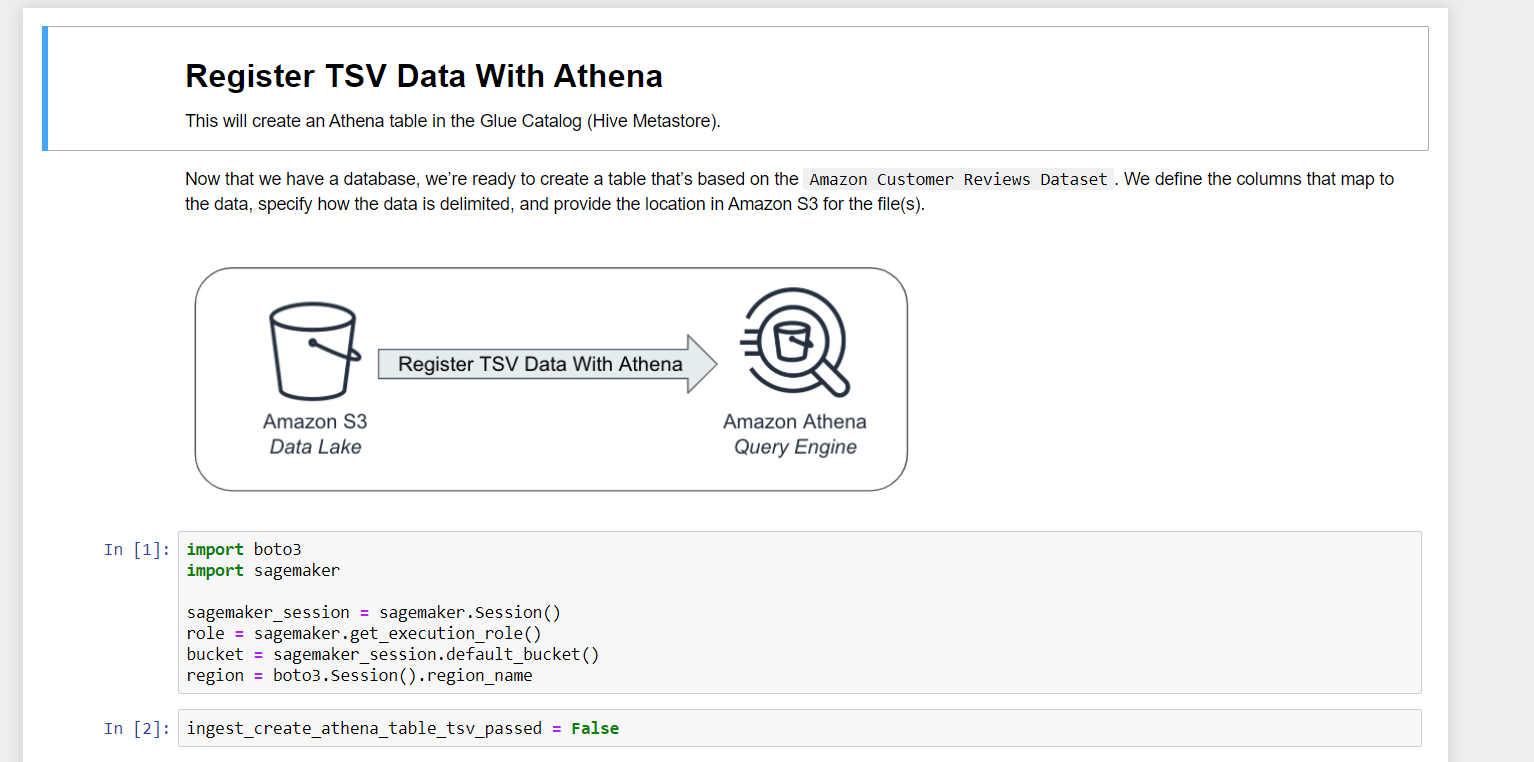 Register TSV Data With Athena
This will create an Athena table in the Glue Catalog (Hive Metastore).
Now that we have a database, we’re ready to create a table that’s based on the Amazon Customer Reviews Dataset . We define the columns that map to
the data, specify how the data is delimited, and provide the location in Amazon S3 for the file(s).
Register TSV Data With Athena
Amazon S3
Data Lake
Amazon Athena
Query Engine
In [1]:
import boto3
import sagemaker

sagemaker_session = sagemaker.Session()
role = sagemaker.get_execution_role()
bucket = sagemaker_session.default_bucket()
region = boto3.Session().region_name
In [2]:
ingest_create_athena_table_tsv_passed = False